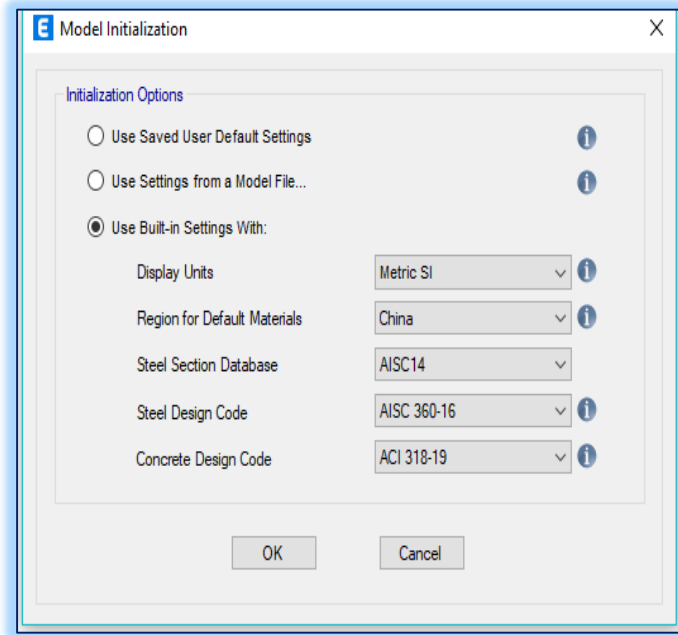 E Model Initialization X
Initialization Options
Use Saved User Default Settings
Use Settings from a Model File...
Use Built-in Settings With:
Display Units Metric SI
Region for Default Materials China
Steel Section Database AISC14
Steel Design Code AISC 360-16
Concrete Design Code ACI 318-19
OK Cancel